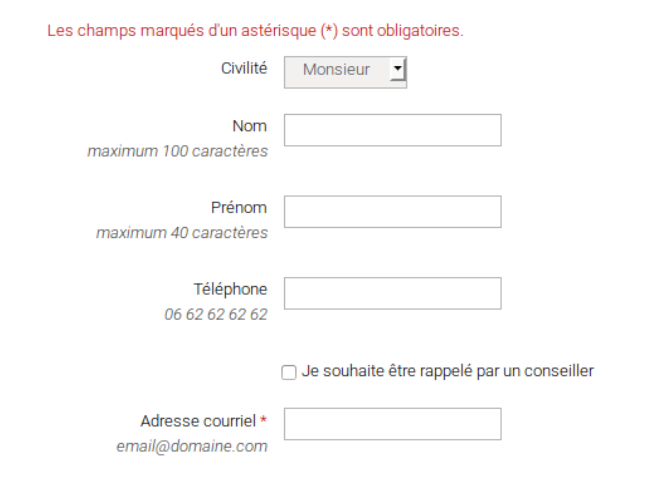 Les champs marqués d'un astérisque (*) sont obligatoires.
Civilité Monsieur
Nom
maximum 100 caractères
Prénom
maximum 40 caractères
Téléphone
06 62 62 62 62
Je souhaite être rappelé par un conseiller
Adresse courriel *
email@domaine.com